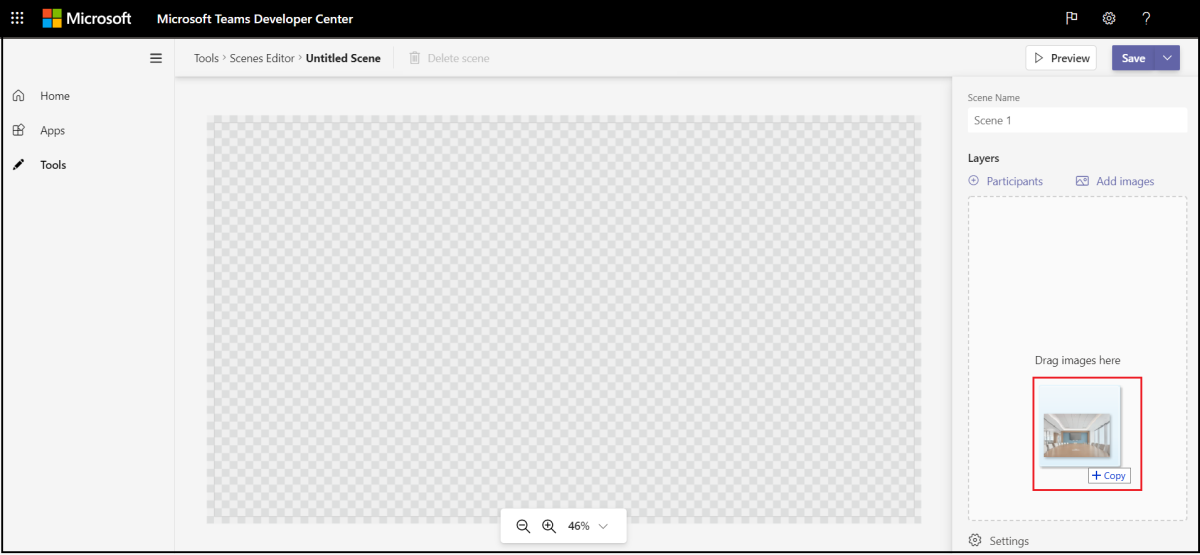 Microsoft Microsoft Teams Developer Center ?
Tools > Scenes Editor > Untitled Scene Delete scene Preview Save
Home
Apps
Tools
Scene Name
Scene 1
Layers
Participants Add images
Drag images here
+ Copy
46%
Settings